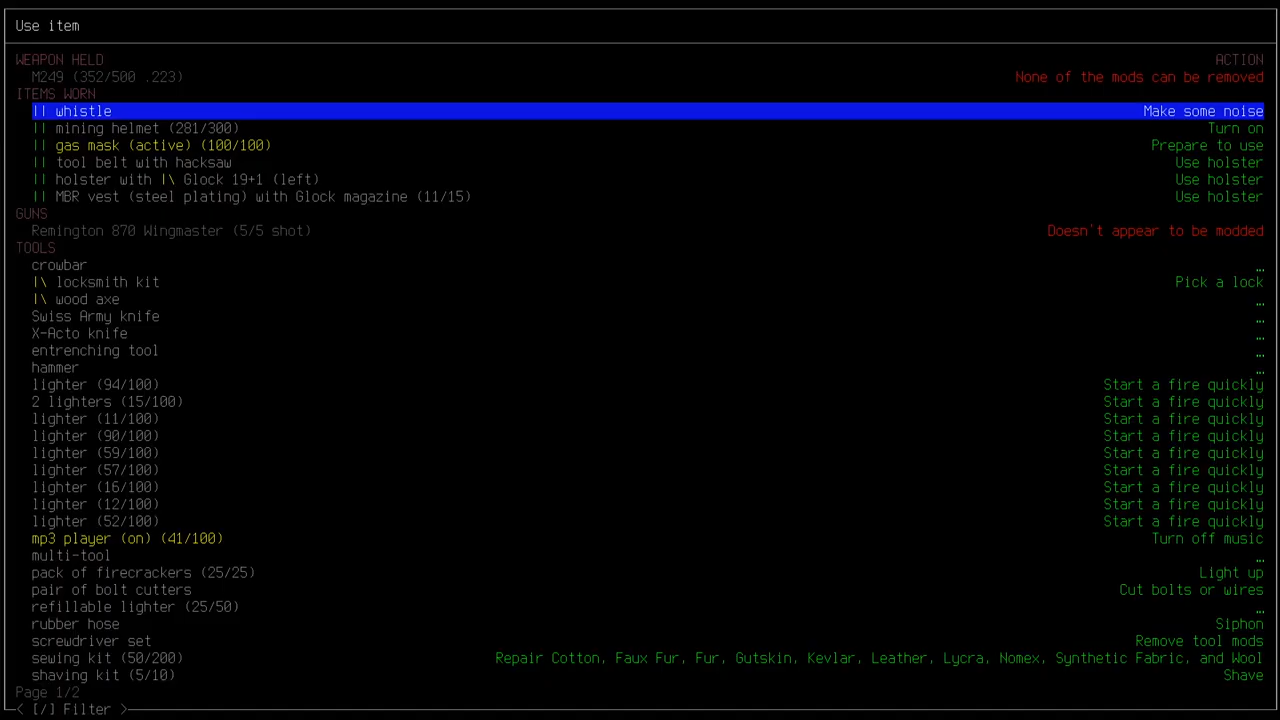 Use item
WEAPON HELD ACTION
M249 (352/500 .223) None of the mods can be removed
ITEMS WORN
|| whistle Make some noise
|| mining helmet (281/300) Turn on
|| gas mask (active) (100/100) Prepare to use
|| tool belt with hacksaw Use holster
|| holster with |\ Glock 19+1 (left) Use holster
|| MBR vest (steel plating) with Glock magazine (11/15) Use holster
GUNS
Remington 870 Wingmaster (5/5 shot) Doesn't appear to be modded
TOOLS
crowbar …
|\ locksmith kit Pick a lock
|\ wood axe …
Swiss Army knife …
X-Acto knife …
entrenching tool …
hammer …
lighter (94/100) Start a fire quickly
2 lighters (15/100) Start a fire quickly
lighter (11/100) Start a fire quickly
lighter (90/100) Start a fire quickly
lighter (59/100) Start a fire quickly
lighter (57/100) Start a fire quickly
lighter (16/100) Start a fire quickly
lighter (12/100) Start a fire quickly
lighter (52/100) Start a fire quickly
mp3 player (on) (41/100) Turn off music
multi-tool …
pack of firecrackers (25/25) Light up
pair of bolt cutters Cut bolts or wires
refillable lighter (25/50) …
rubber hose Siphon
screwdriver set Remove tool mods
sewing kit (50/200) Repair Cotton, Faux Fur, Fur, Gutskin, Kevlar, Leather, Lycra, Nomex, Synthetic Fabric, and Wool
shaving kit (5/10) Shave
Page 1/2
< [/] Filter >